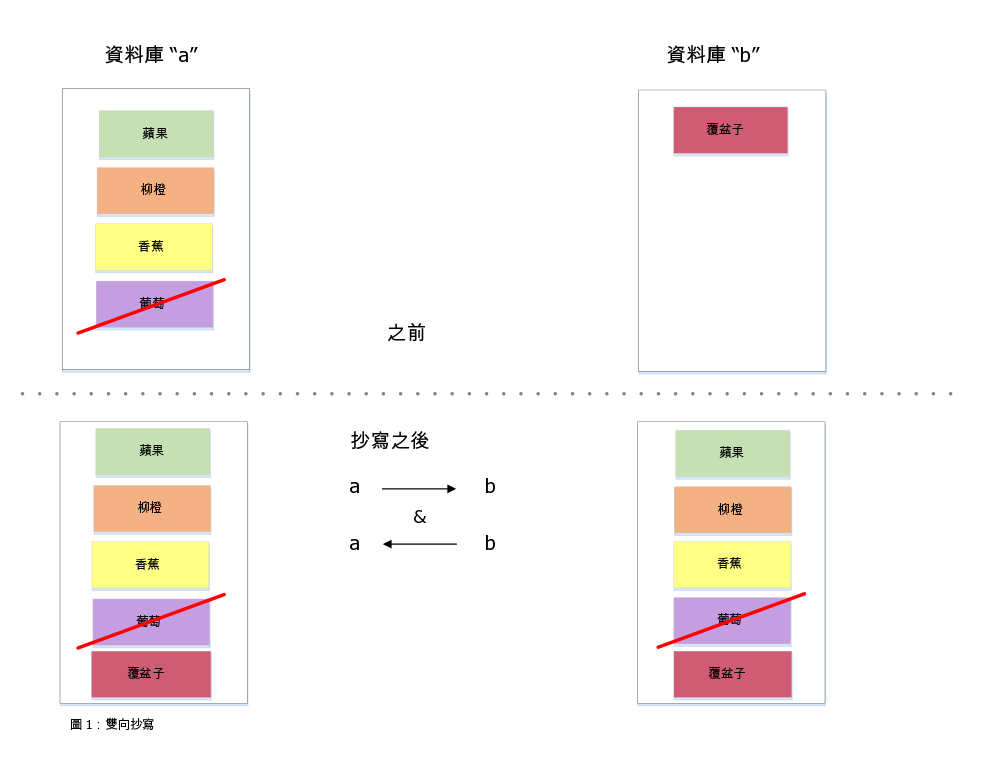 資料庫 “a”
資料庫 “b”
蘋果
柳橙
香蕉
葡萄
覆盆子
之前
抄寫之後
a
b
&
a
b
蘋果
柳橙
香蕉
葡萄
覆盆子
蘋果
柳橙
香蕉
葡萄
覆盆子
圖 1：雙向抄寫